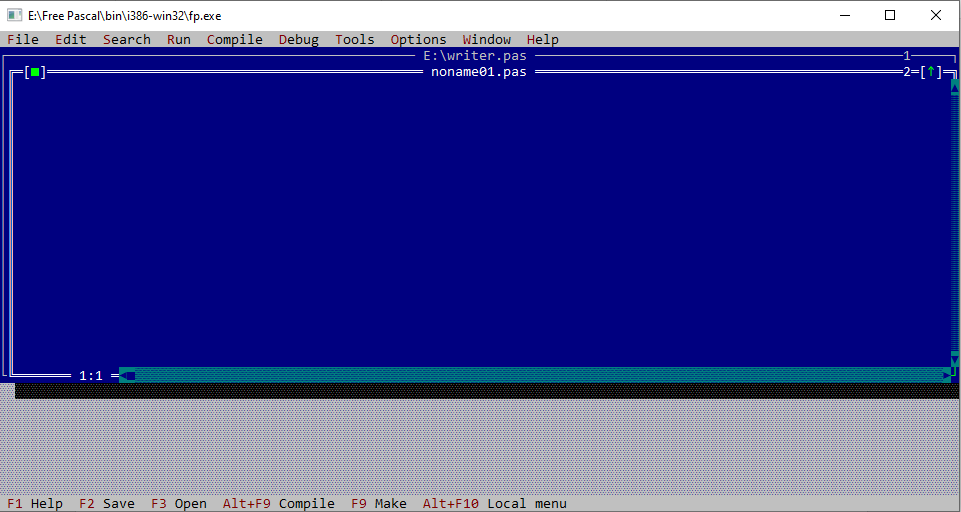 E:\Free Pascal\bin\i386-win32\fp.exe
File Edit Search Run Compile Debug Tools Options Window Help
E:\writer.pas 1
[■] noname01.pas 2=[↑]
1:1
F1 Help F2 Save F3 Open Alt+F9 Compile F9 Make Alt+F10 Local menu